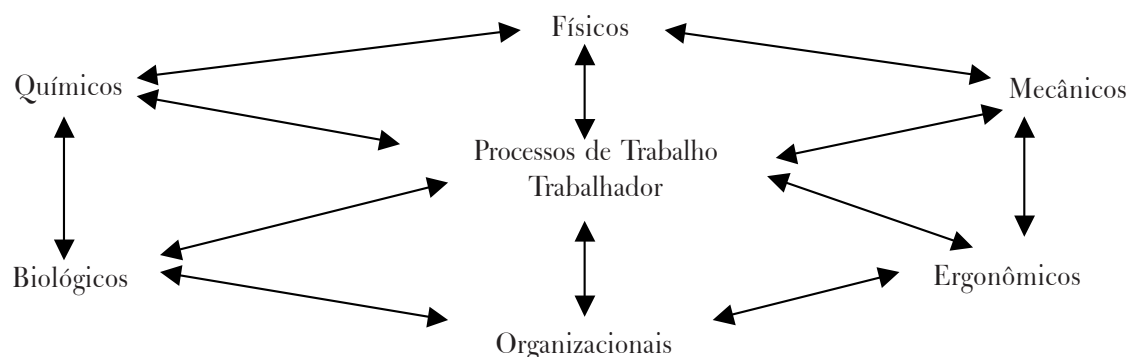 Físicos
Químicos
Mecânicos
Processos de Trabalho
Trabalhador
Biológicos
Ergonômicos
Organizacionais